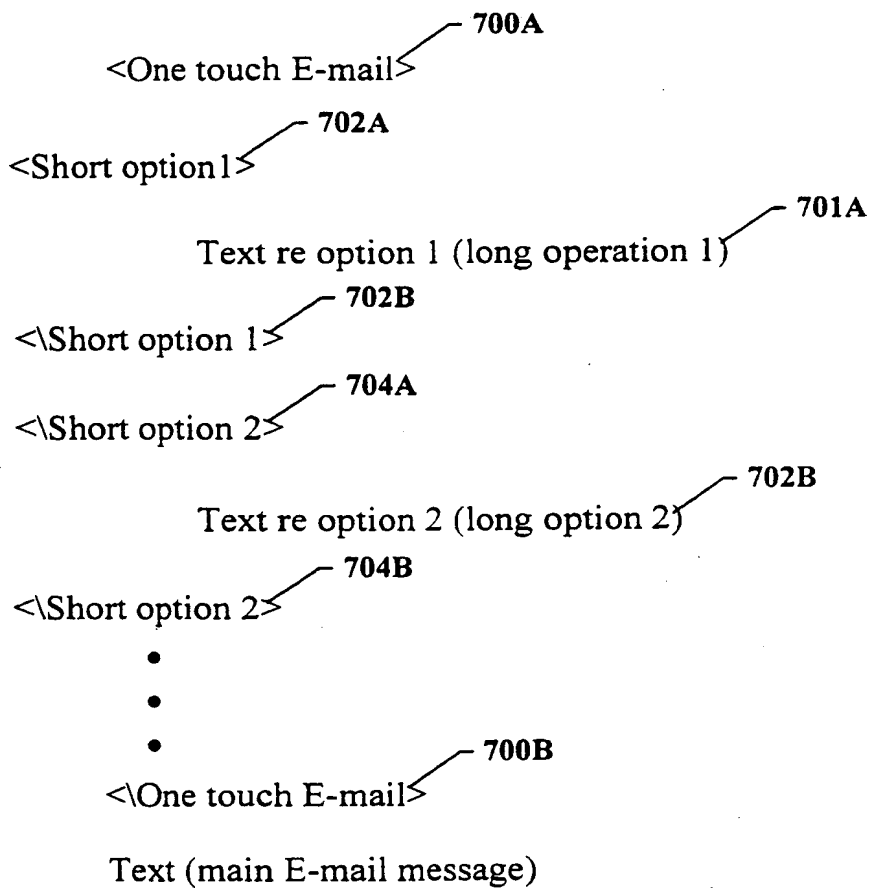 700A
<One touch E-mail>
702A
<Short option1>
701A
Text re option 1 (long operation 1)
702B
<\Short option 1>
704A
<\Short option 2>
702B
Text re option 2 (long option 2)
704B
<\Short option 2>
700B
<\One touch E-mail>
Text (main E-mail message)